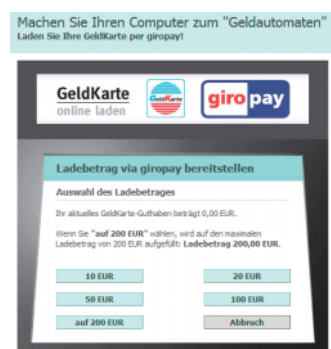 Machen Sie Ihren Computer zum "Geldautomaten"
Laden Sie Ihre GeldKarte per giropay!
GeldKarte
online laden
GeldKarte
giropay
Ladebetrag via giropay bereitstellen
Auswahl des Ladebetrages
Ihr aktuelles GeldKarte-Guthaben beträgt 0,00 EUR.
Wenn Sie "auf 200 EUR" wählen, wird auf den maximalen
Ladebetrag von 200 EUR aufgefüllt: Ladebetrag 200,00 EUR.
10 EUR
20 EUR
50 EUR
100 EUR
auf 200 EUR
Abbruch